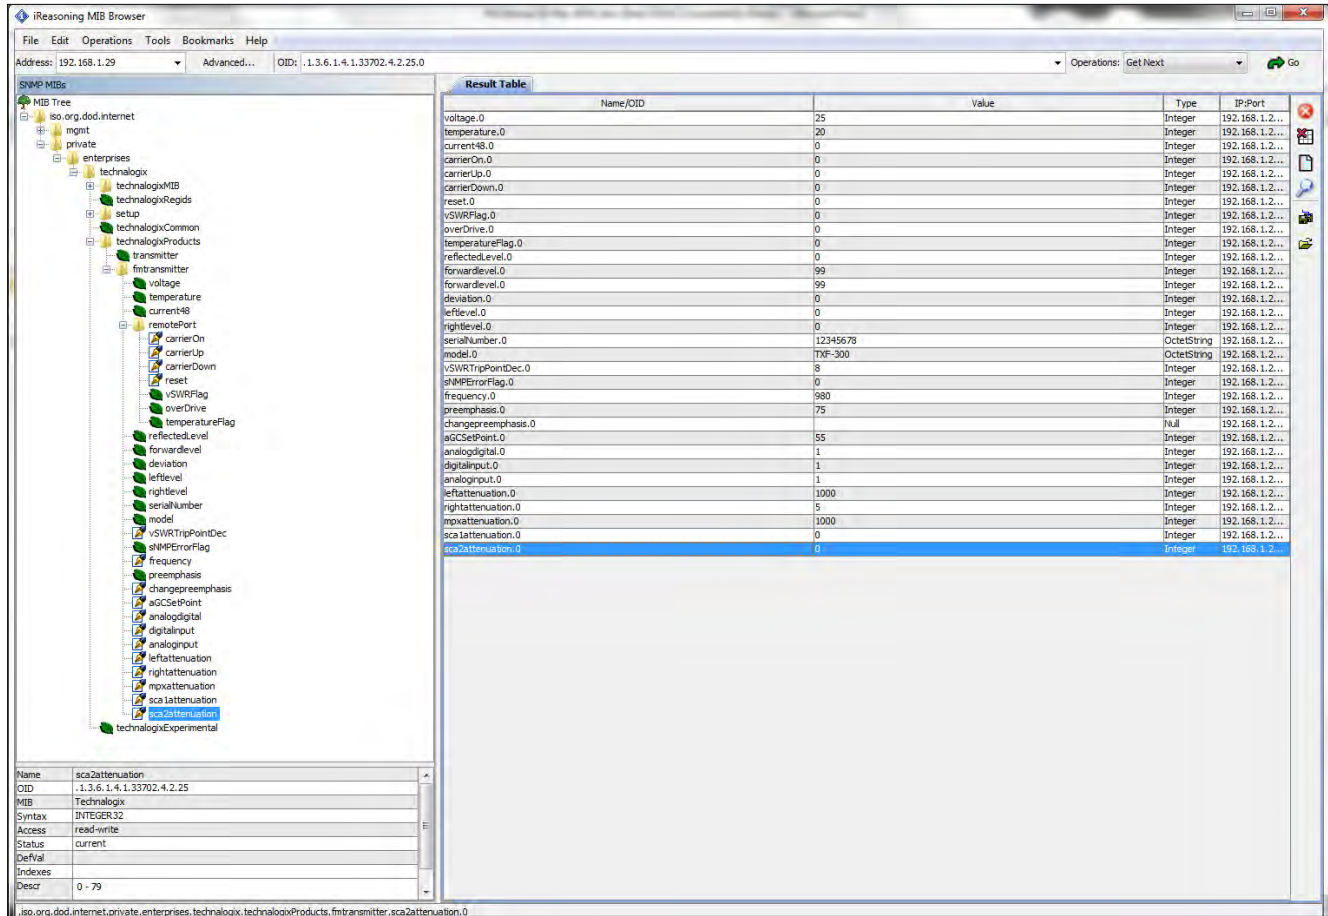 iReasoning MIB Browser
File Edit Operations Tools Bookmarks Help
Address: 192.168.1.29 Advanced... OID: .1.3.6.1.4.1.33702.4.2.25.0 Operations: Get Next Go
SNMP MIBs
MIB Tree
iso.org.dod.internet
mgmt
private
enterprises
technalogix
technalogixMIB
technalogixRegids
setup
technalogixCommon
technalogixProducts
transmitter
fmtransmitter
voltage
temperature
current48
remotePort
carrierOn
carrierUp
carrierDown
reset
vSWRFlag
overDrive
temperatureFlag
reflectedLevel
forwardlevel
deviation
leftlevel
rightlevel
serialNumber
model
vSWRTripPointDec
sNMPErrorFlag
frequency
preemphasis
changepreemphasis
aGCSetPoint
analogdigital
digitalinput
analoginput
leftattenuation
rightattenuation
mpxattenuation
sca1attenuation
sca2attenuation
technalogixExperimental
Name sca2attenuation
OID .1.3.6.1.4.1.33702.4.2.25
MIB Technalogix
Syntax INTEGER32
Access read-write
Status current
DefVal
Indexes
Descr 0 - 79
Result Table
Name/OID Value Type IP:Port
voltage.0 25 Integer 192.168.1.2...
temperature.0 20 Integer 192.168.1.2...
current48.0 0 Integer 192.168.1.2...
carrierOn.0 0 Integer 192.168.1.2...
carrierUp.0 0 Integer 192.168.1.2...
carrierDown.0 0 Integer 192.168.1.2...
reset.0 0 Integer 192.168.1.2...
vSWRFlag.0 0 Integer 192.168.1.2...
overDrive.0 0 Integer 192.168.1.2...
temperatureFlag.0 0 Integer 192.168.1.2...
reflectedLevel.0 0 Integer 192.168.1.2...
forwardlevel.0 99 Integer 192.168.1.2...
forwardlevel.0 99 Integer 192.168.1.2...
deviation.0 0 Integer 192.168.1.2...
leftlevel.0 0 Integer 192.168.1.2...
rightlevel.0 0 Integer 192.168.1.2...
serialNumber.0 12345678 OctetString 192.168.1.2...
model.0 TXF-300 OctetString 192.168.1.2...
vSWRTripPointDec.0 8 Integer 192.168.1.2...
sNMPErrorFlag.0 0 Integer 192.168.1.2...
frequency.0 980 Integer 192.168.1.2...
preemphasis.0 75 Integer 192.168.1.2...
changepreemphasis.0 Null 192.168.1.2...
aGCSetPoint.0 55 Integer 192.168.1.2...
analogdigital.0 1 Integer 192.168.1.2...
digitalinput.0 1 Integer 192.168.1.2...
analoginput.0 1 Integer 192.168.1.2...
leftattenuation.0 1000 Integer 192.168.1.2...
rightattenuation.0 5 Integer 192.168.1.2...
mpxattenuation.0 1000 Integer 192.168.1.2...
sca1attenuation.0 0 Integer 192.168.1.2...
sca2attenuation.0 0 Integer 192.168.1.2...
.iso.org.dod.internet.private.enterprises.technalogix.technalogixProducts.fmtransmitter.sca2attenuation.0